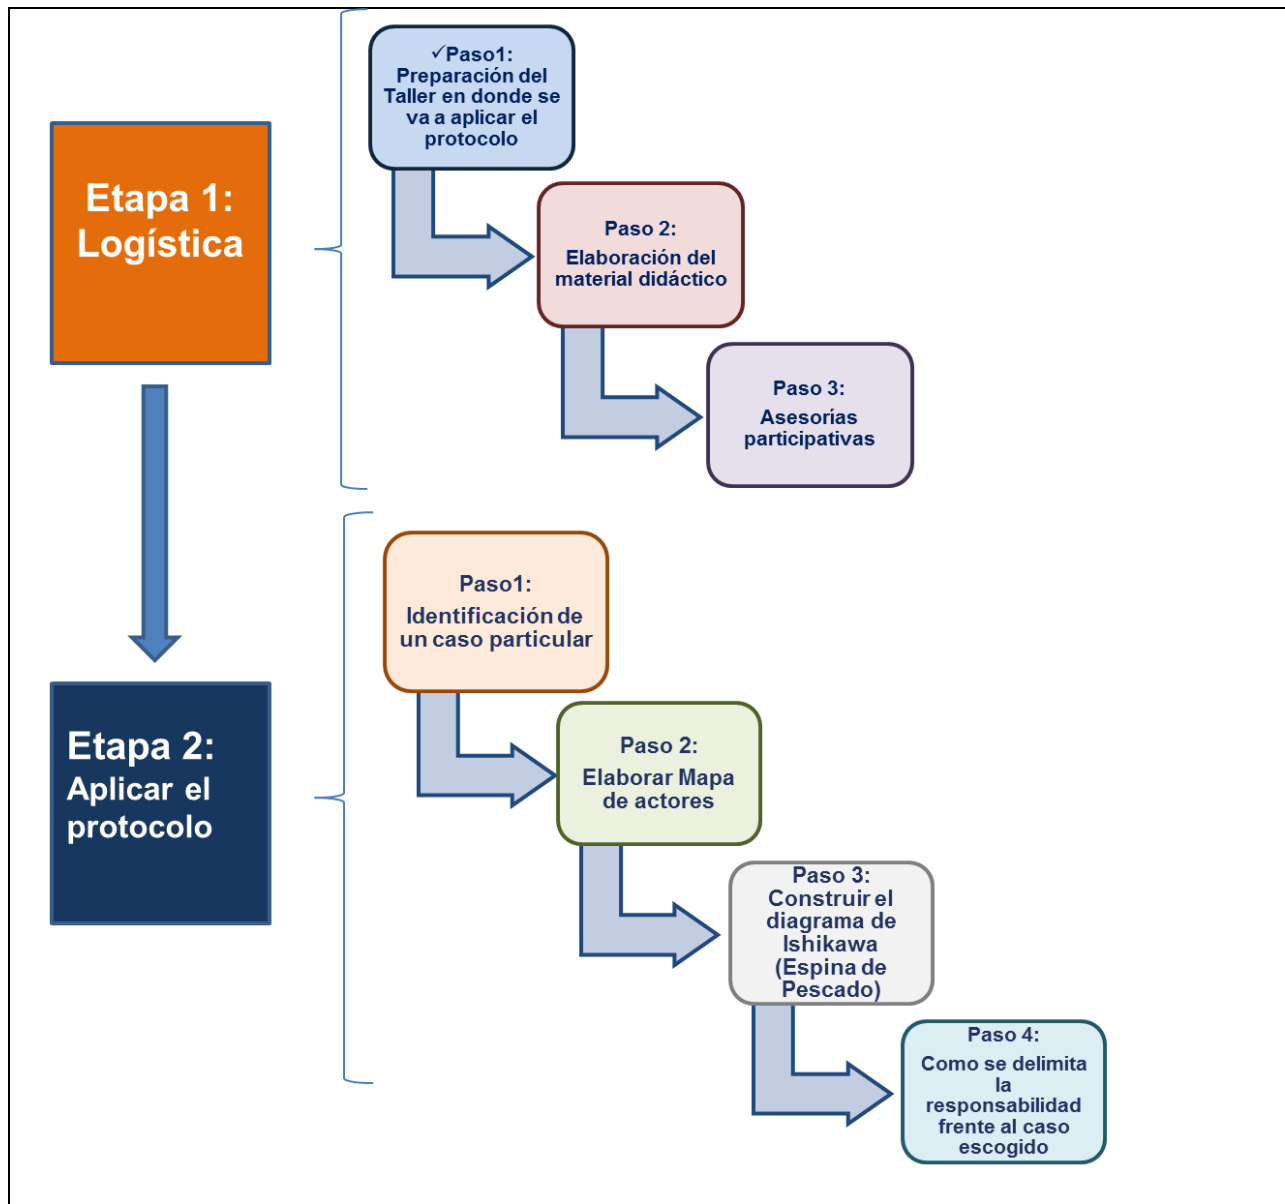 Etapa 1:
Logística
✓Paso1:
Preparación del
Taller en donde se
va a aplicar el
protocolo
Paso 2:
Elaboración del
material didáctico
Paso 3:
Asesorías
participativas
Etapa 2:
Aplicar el
protocolo
Paso1:
Identificación de
un caso particular
Paso 2:
Elaborar Mapa
de actores
Paso 3:
Construir el
diagrama de
Ishikawa
(Espina de
Pescado)
Paso 4:
Como se delimita
la
responsabilidad
frente al caso
escogido